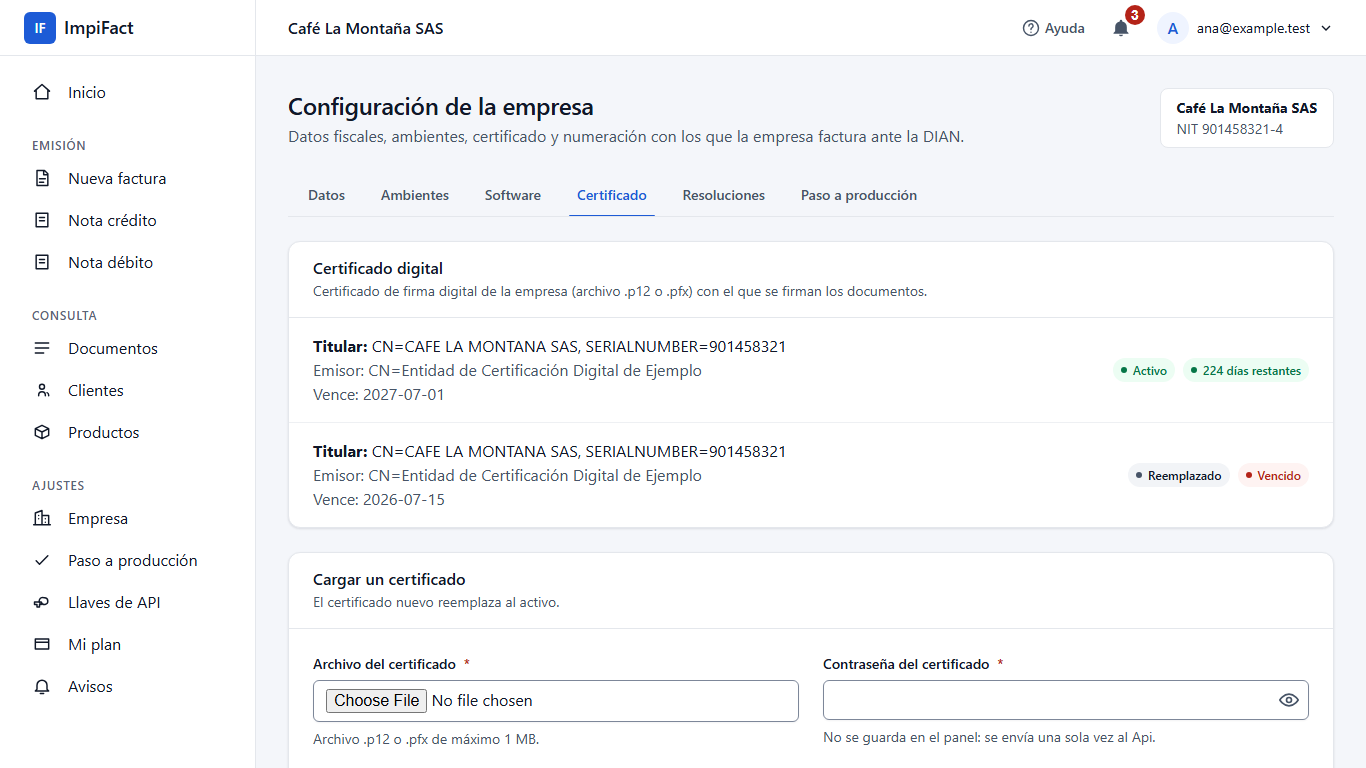 IF ImpiFact
Café La Montaña SAS
Ayuda
3
A
ana@example.test
Inicio
EMISIÓN
Nueva factura
Nota crédito
Nota débito
CONSULTA
Documentos
Clientes
Productos
AJUSTES
Empresa
Paso a producción
Llaves de API
Mi plan
Avisos
Configuración de la empresa
Datos fiscales, ambientes, certificado y numeración con los que la empresa factura ante la DIAN.
Café La Montaña SAS
NIT 901458321-4
Datos Ambientes Software Certificado Resoluciones Paso a producción
Certificado digital
Certificado de firma digital de la empresa (archivo .p12 o .pfx) con el que se firman los documentos.
Titular: CN=CAFE LA MONTANA SAS, SERIALNUMBER=901458321
Emisor: CN=Entidad de Certificación Digital de Ejemplo
Vence: 2027-07-01
Activo 224 días restantes
Titular: CN=CAFE LA MONTANA SAS, SERIALNUMBER=901458321
Emisor: CN=Entidad de Certificación Digital de Ejemplo
Vence: 2026-07-15
Reemplazado Vencido
Cargar un certificado
El certificado nuevo reemplaza al activo.
Archivo del certificado *
Choose File No file chosen
Archivo .p12 o .pfx de máximo 1 MB.
Contraseña del certificado *
No se guarda en el panel: se envía una sola vez al Api.